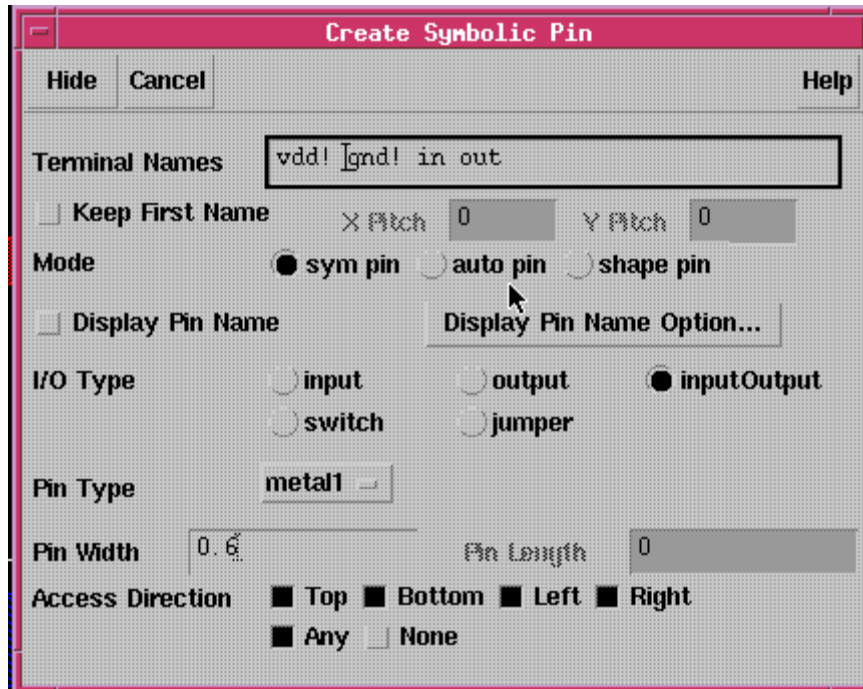 Create Symbolic Pin
Hide Cancel Help
Terminal Names vdd! gnd! in out
Keep First Name X Pitch 0 Y Pitch 0
Mode sym pin auto pin shape pin
Display Pin Name Display Pin Name Option...
I/O Type input output inputOutput
switch jumper
Pin Type metal1
Pin Width 0.6 Pin Length 0
Access Direction Top Bottom Left Right
Any None